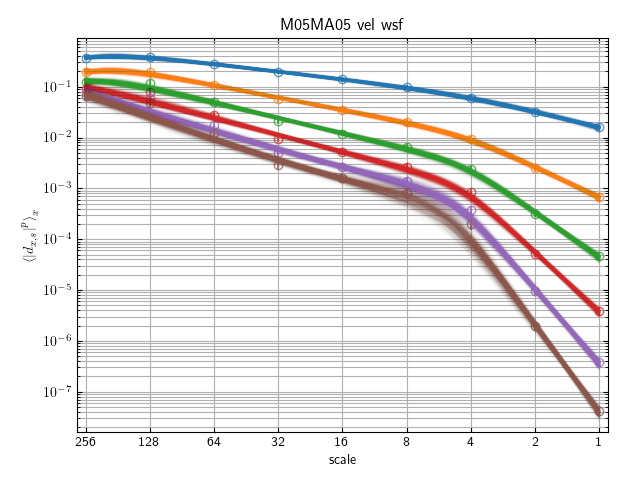 M05MA05 vel wsf
⟨|d_{x,s}|^p⟩_x
10^{-1}
10^{-2}
10^{-3}
10^{-4}
10^{-5}
10^{-6}
10^{-7}
256 128 64 32 16 8 4 2 1
scale